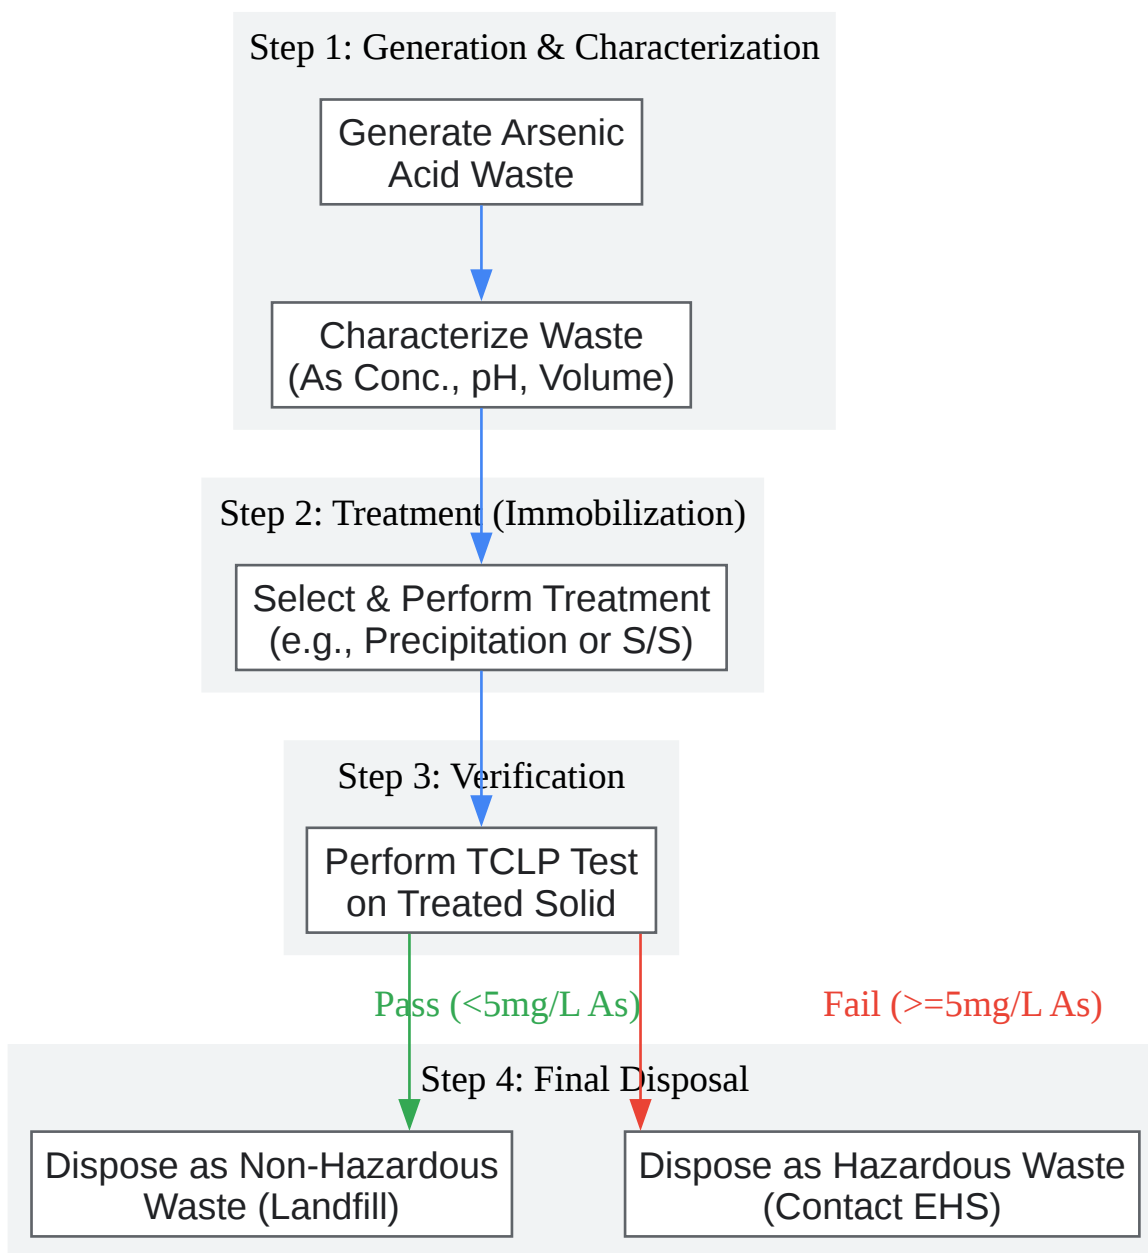 Step 1: Generation & Characterization
Generate Arsenic
Acid Waste
Characterize Waste
(As Conc., pH, Volume)
Step 2: Treatment (Immobilization)
Select & Perform Treatment
(e.g., Precipitation or S/S)
Step 3: Verification
Perform TCLP Test
on Treated Solid
Pass (<5mg/L As)
Fail (>=5mg/L As)
Step 4: Final Disposal
Dispose as Non-Hazardous
Waste (Landfill)
Dispose as Hazardous Waste
(Contact EHS)